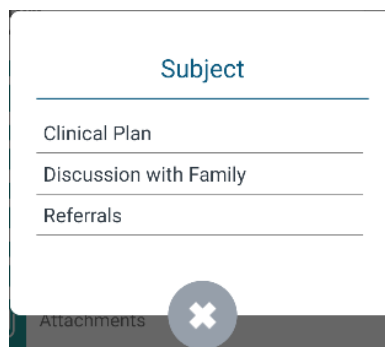 Subject
Clinical Plan
Discussion with Family
Referrals
Attachments